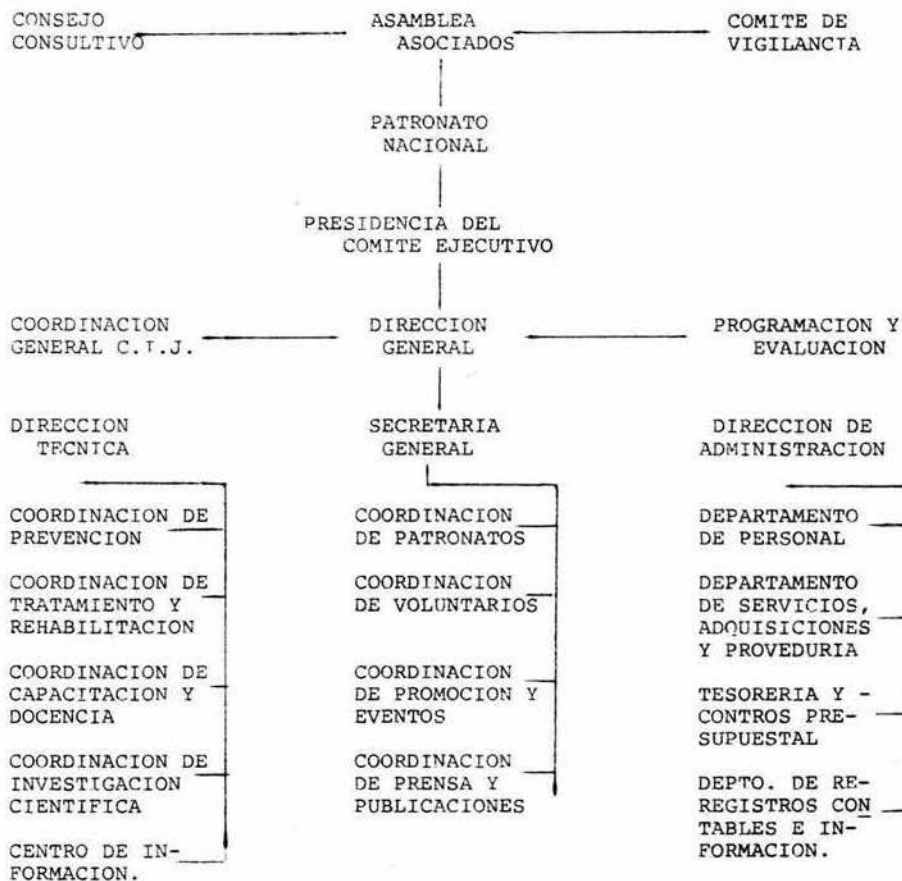 CONSEJO
CONSULTIVO
ASAMBLEA
ASOCIADOS
COMITE DE
VIGILANCIA
PATRONATO
NACIONAL
PRESIDENCIA DEL
COMITE EJECUTIVO
COORDINACION
GENERAL C.I.J.
DIRECCION
GENERAL
PROGRAMACION Y
EVALUACION
DIRECCION
TECNICA
SECRETARIA
GENERAL
DIRECCION DE
ADMINISTRACION
COORDINACION DE
PREVENCION
COORDINACION DE
TRATAMIENTO Y
REHABILITACION
COORDINACION DE
CAPACITACION Y
DOCENCIA
COORDINACION DE
INVESTIGACION
CIENTIFICA
CENTRO DE IN-
FORMACION.
COORDINACION
DE PATRONATOS
COORDINACION
DE VOLUNTARIOS
COORDINACION
DE PROMOCION Y
EVENTOS
COORDINACION
DE PRENSA Y
PUBLICACIONES
DEPARTAMENTO
DE PERSONAL
DEPARTAMENTO
DE SERVICIOS,
ADQUISICIONES
Y PROVEDURIA
TESORERIA Y -
CONTROS PRE-
SUPUESTAL
DEPTO. DE RE-
REGISTROS CON
TABLES E IN-
FORMACION.